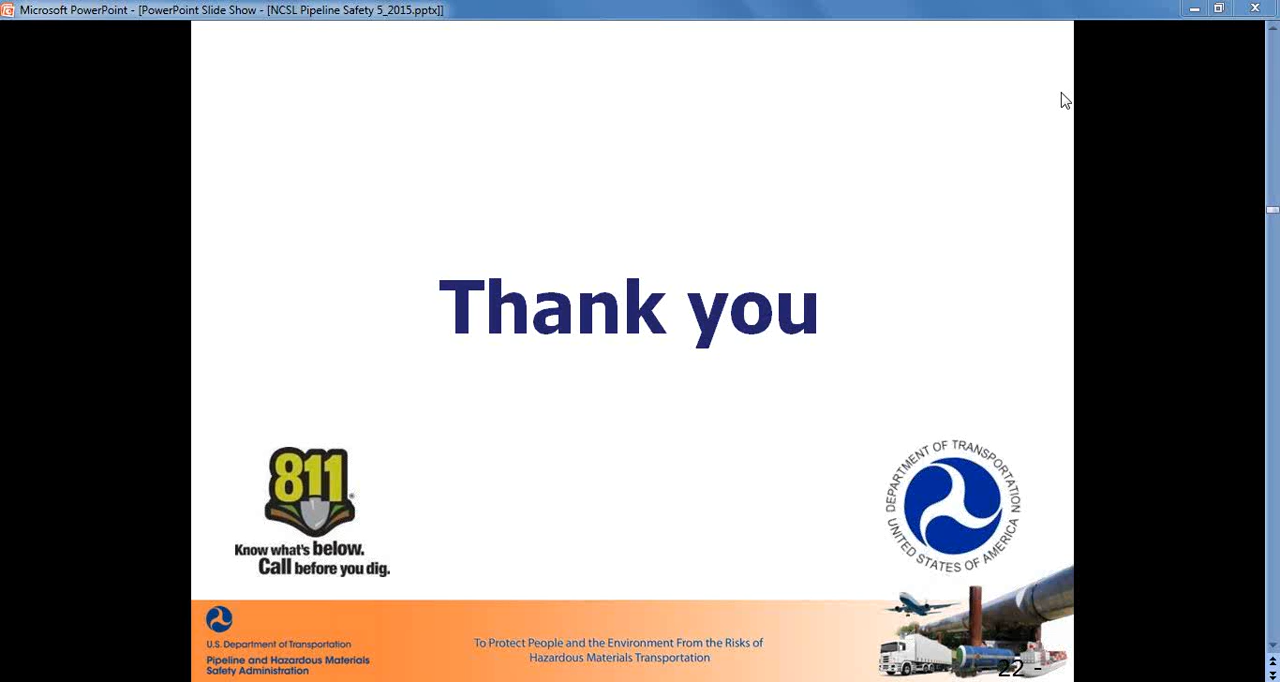 Microsoft PowerPoint - [PowerPoint Slide Show - [NCSL Pipeline Safety 5_2015.pptx]]
Thank you
811
Know what's below.
Call before you dig.
DEPARTMENT OF TRANSPORTATION
UNITED STATES OF AMERICA
U.S. Department of Transportation
Pipeline and Hazardous Materials
Safety Administration
To Protect People and the Environment From the Risks of
Hazardous Materials Transportation
22 -